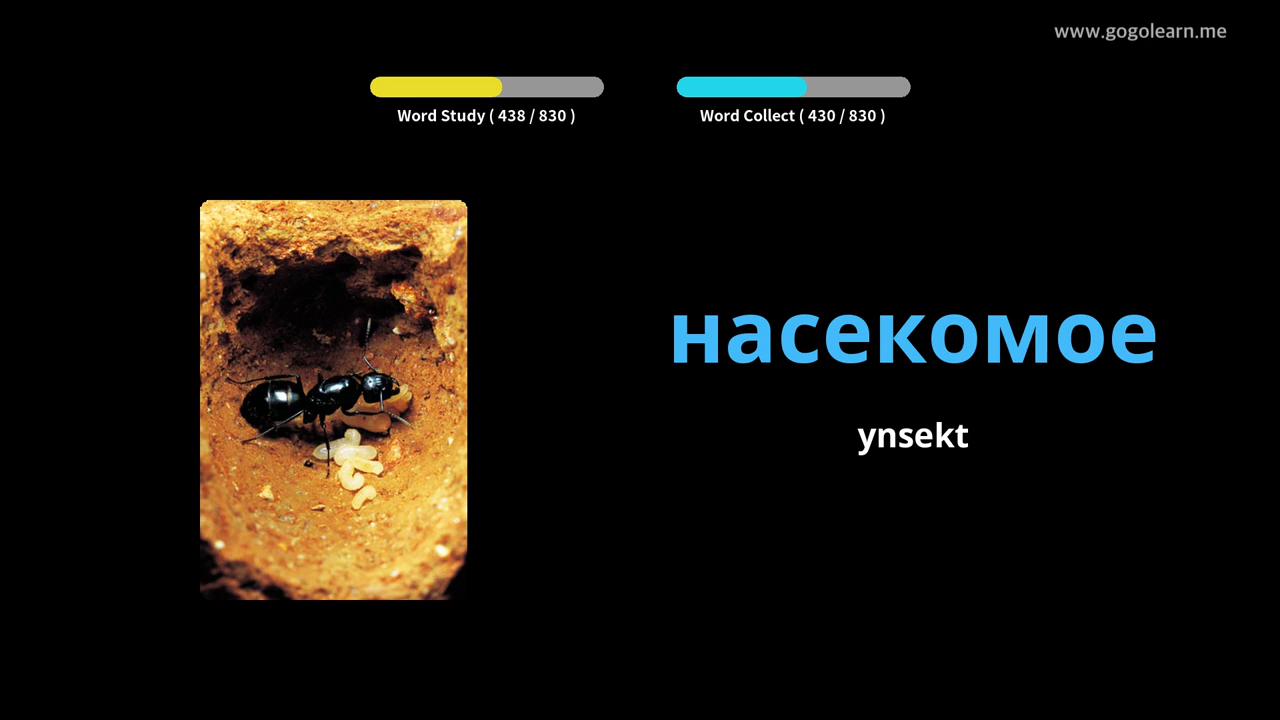 www.gogolearn.me
Word Study ( 438 / 830 )
Word Collect ( 430 / 830 )
насекомое
ynsekt